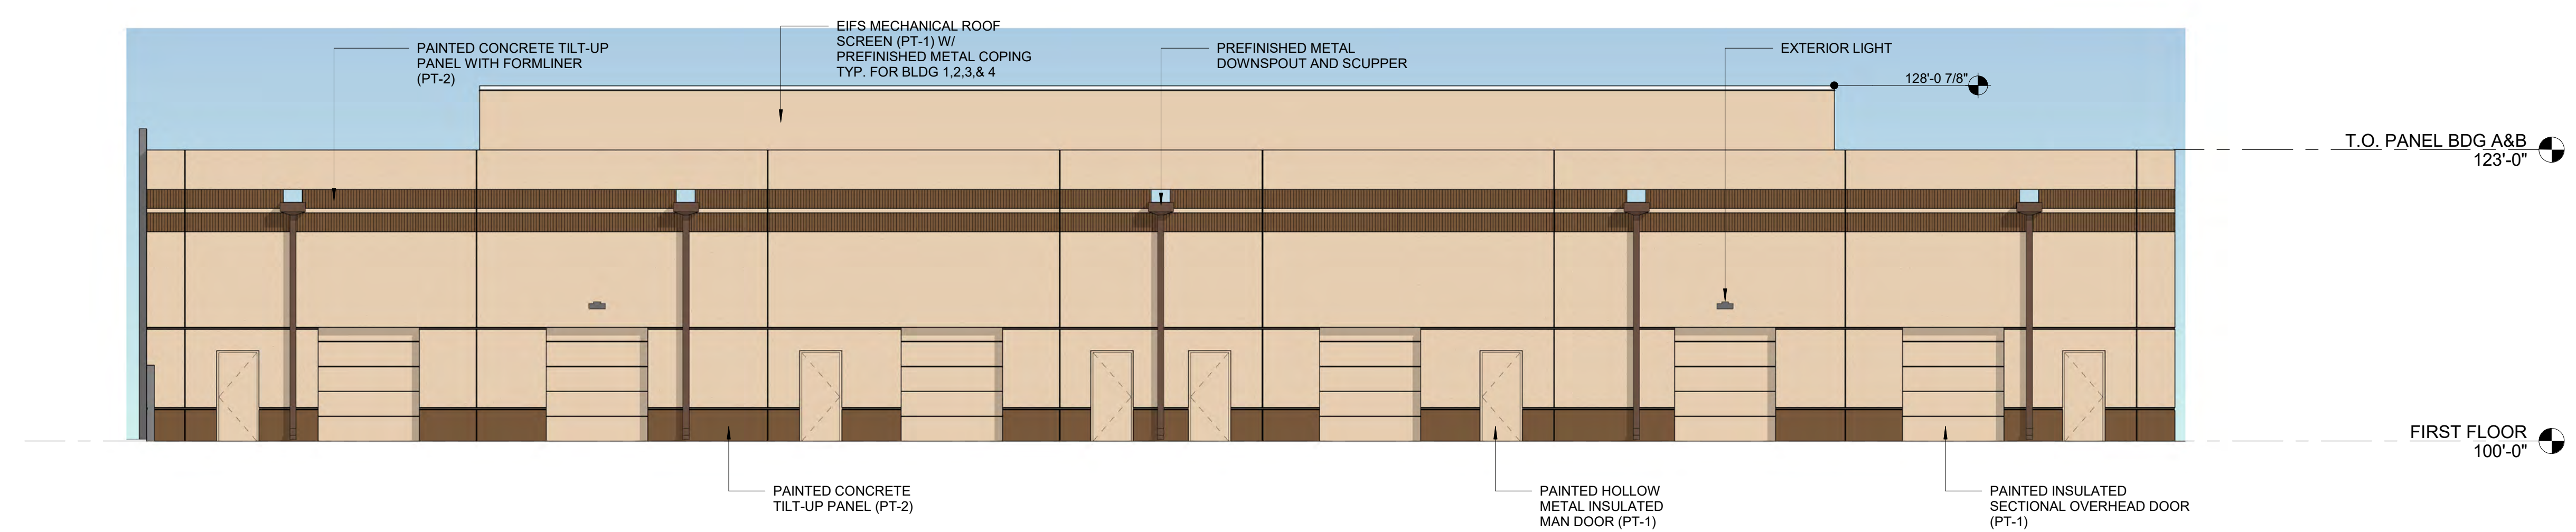 EIFS MECHANICAL ROOF
SCREEN (PT-1) W/
PREFINISHED METAL COPING
TYP. FOR BLDG 1,2,3,& 4
PAINTED CONCRETE TILT-UP
PANEL WITH FORMLINER
(PT-2)
PREFINISHED METAL
DOWNSPOUT AND SCUPPER
EXTERIOR LIGHT
128'-0 7/8"
T.O. PANEL BDG A&B
123'-0"
FIRST FLOOR
100'-0"
PAINTED CONCRETE
TILT-UP PANEL (PT-2)
PAINTED HOLLOW
METAL INSULATED
MAN DOOR (PT-1)
PAINTED INSULATED
SECTIONAL OVERHEAD DOOR
(PT-1)